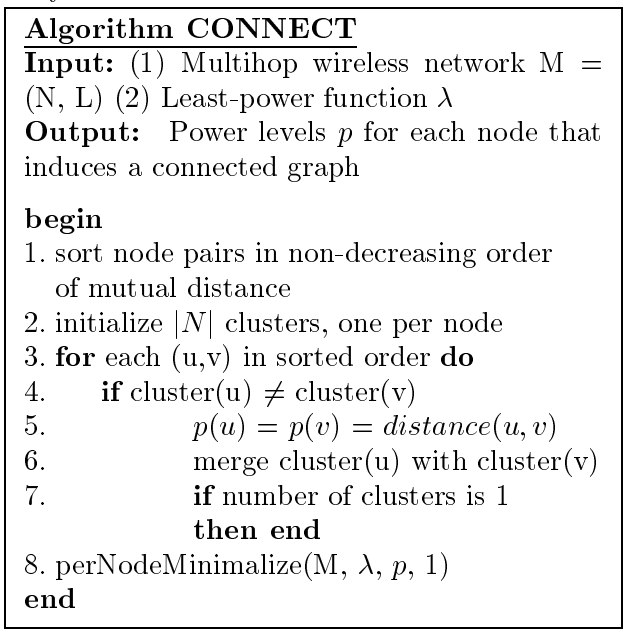 Algorithm CONNECT
Input: (1) Multihop wireless network M =
(N, L) (2) Least-power function λ
Output: Power levels p for each node that
induces a connected graph
begin
1. sort node pairs in non-decreasing order
of mutual distance
2. initialize |N| clusters, one per node
3. for each (u,v) in sorted order do
4. if cluster(u) ≠ cluster(v)
5. p(u) = p(v) = distance(u, v)
6. merge cluster(u) with cluster(v)
7. if number of clusters is 1
then end
8. perNodeMinimalize(M, λ, p, 1)
end